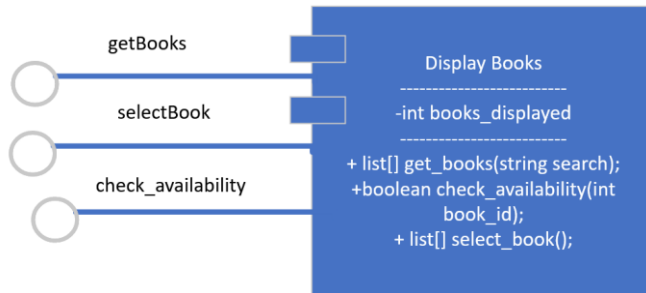 getBooks
selectBook
check_availability
Display Books
--------------------------
-int books_displayed
--------------------------
+ list[] get_books(string search);
+boolean check_availability(int
book_id);
+ list[] select_book();